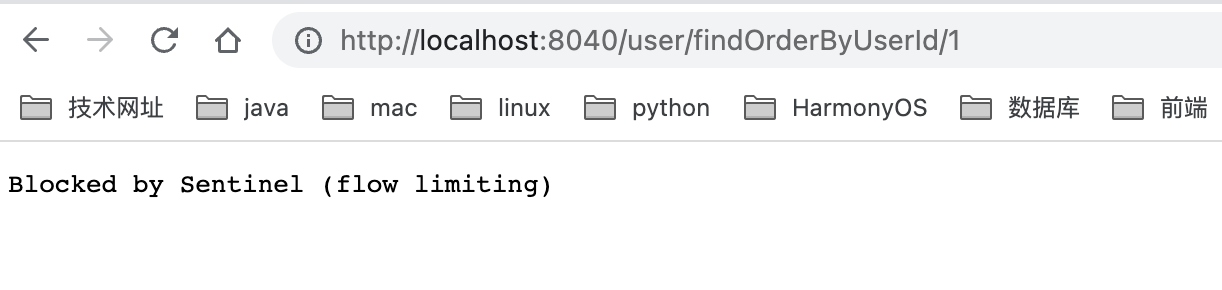 http://localhost:8040/user/findOrderByUserId/1
技术网址 java mac linux python HarmonyOS 数据库 前端
Blocked by Sentinel (flow limiting)